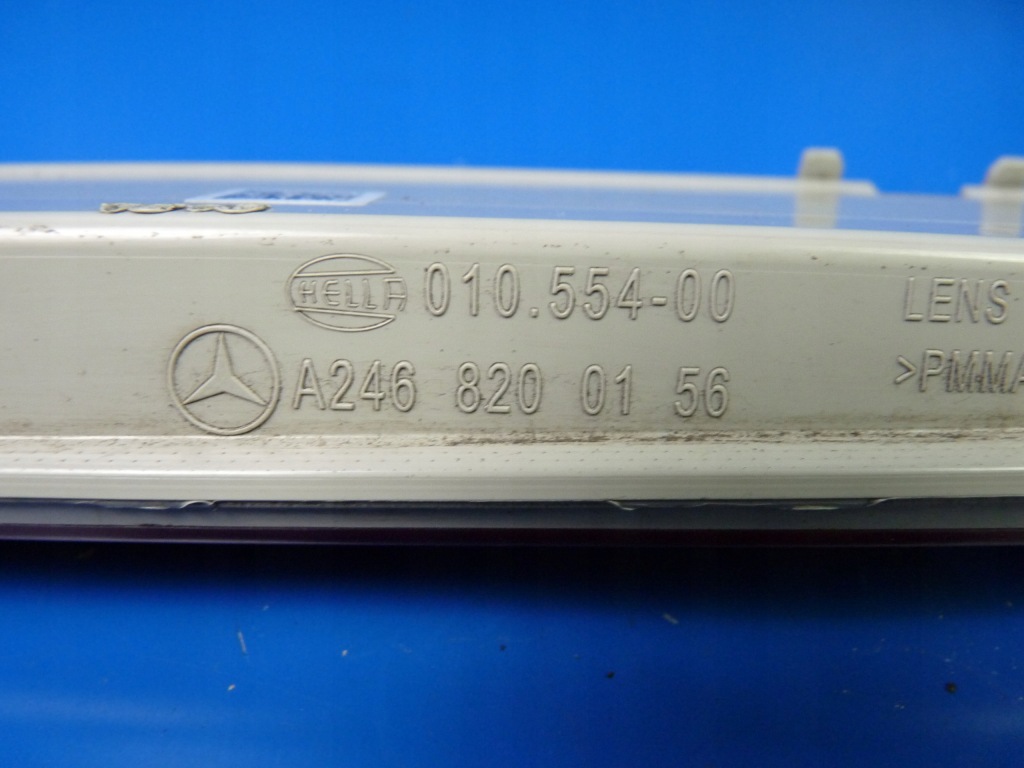 HELLA 010.554-00 LENS
A246 820 01 56 >PMMA